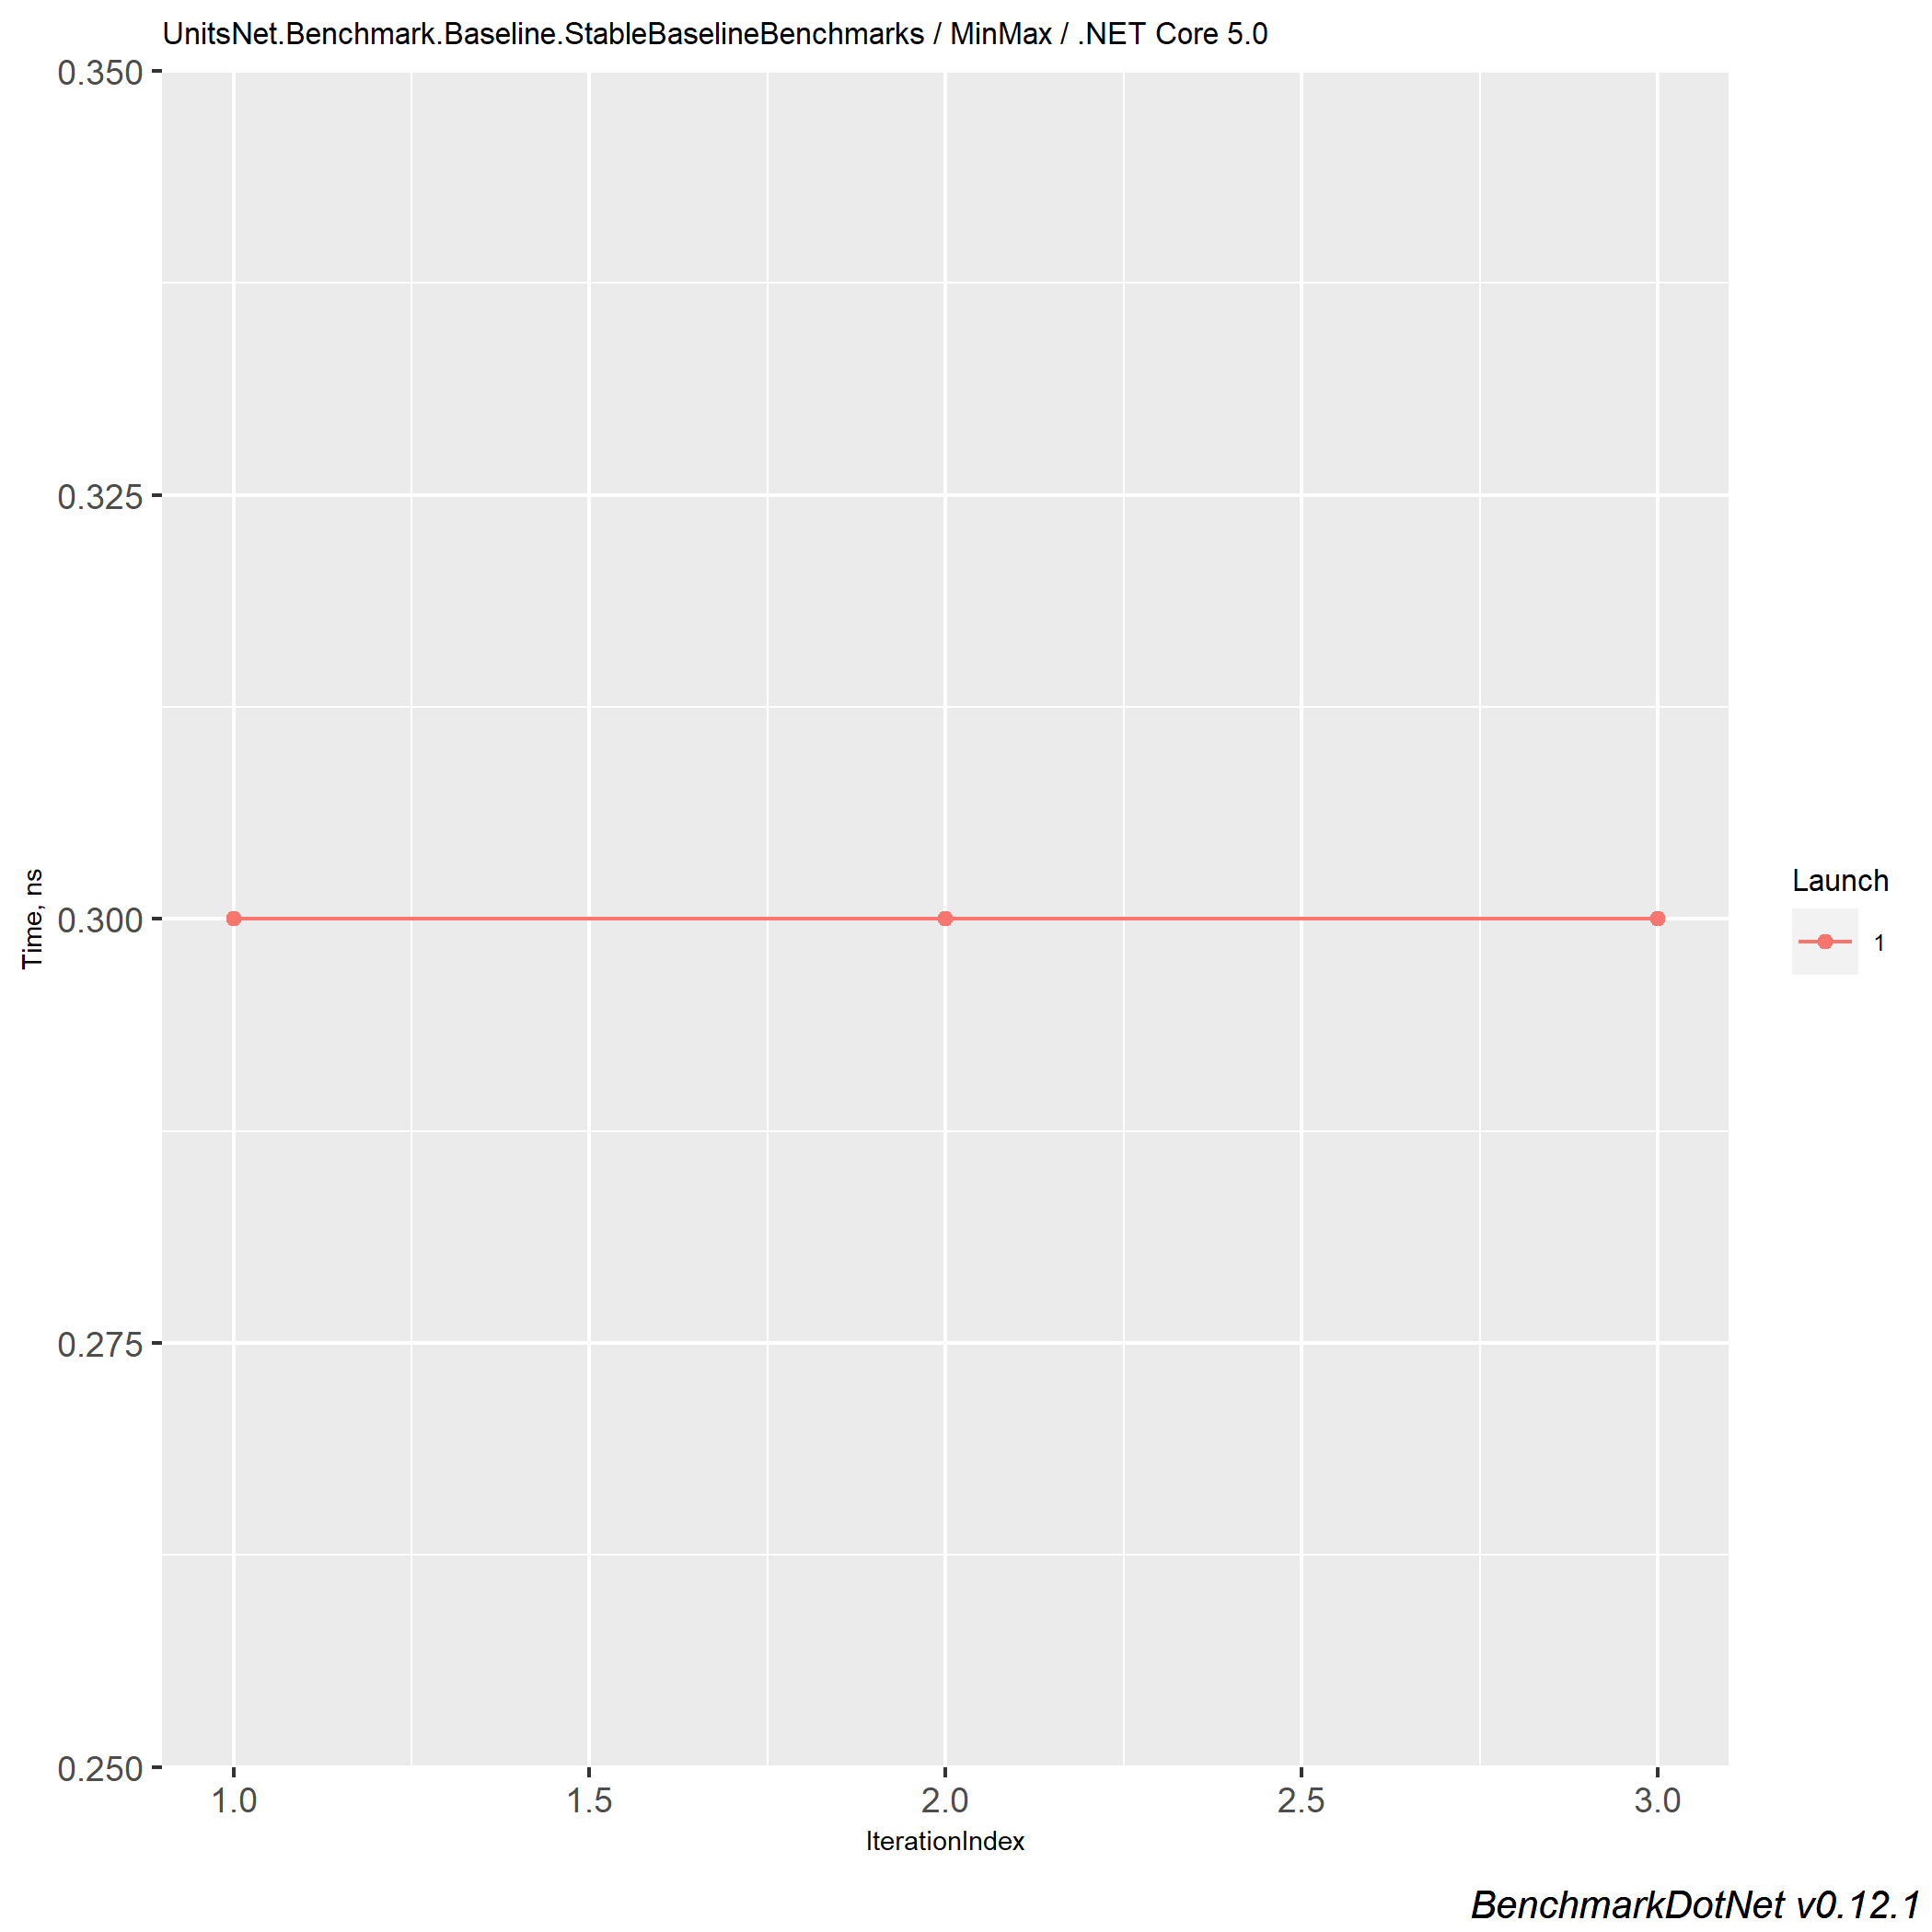 UnitsNet.Benchmark.Baseline.StableBaselineBenchmarks / MinMax / .NET Core 5.0
0.350
0.325
0.300
0.275
0.250
Time, ns
1.0 1.5 2.0 2.5 3.0
IterationIndex
Launch
1
BenchmarkDotNet v0.12.1